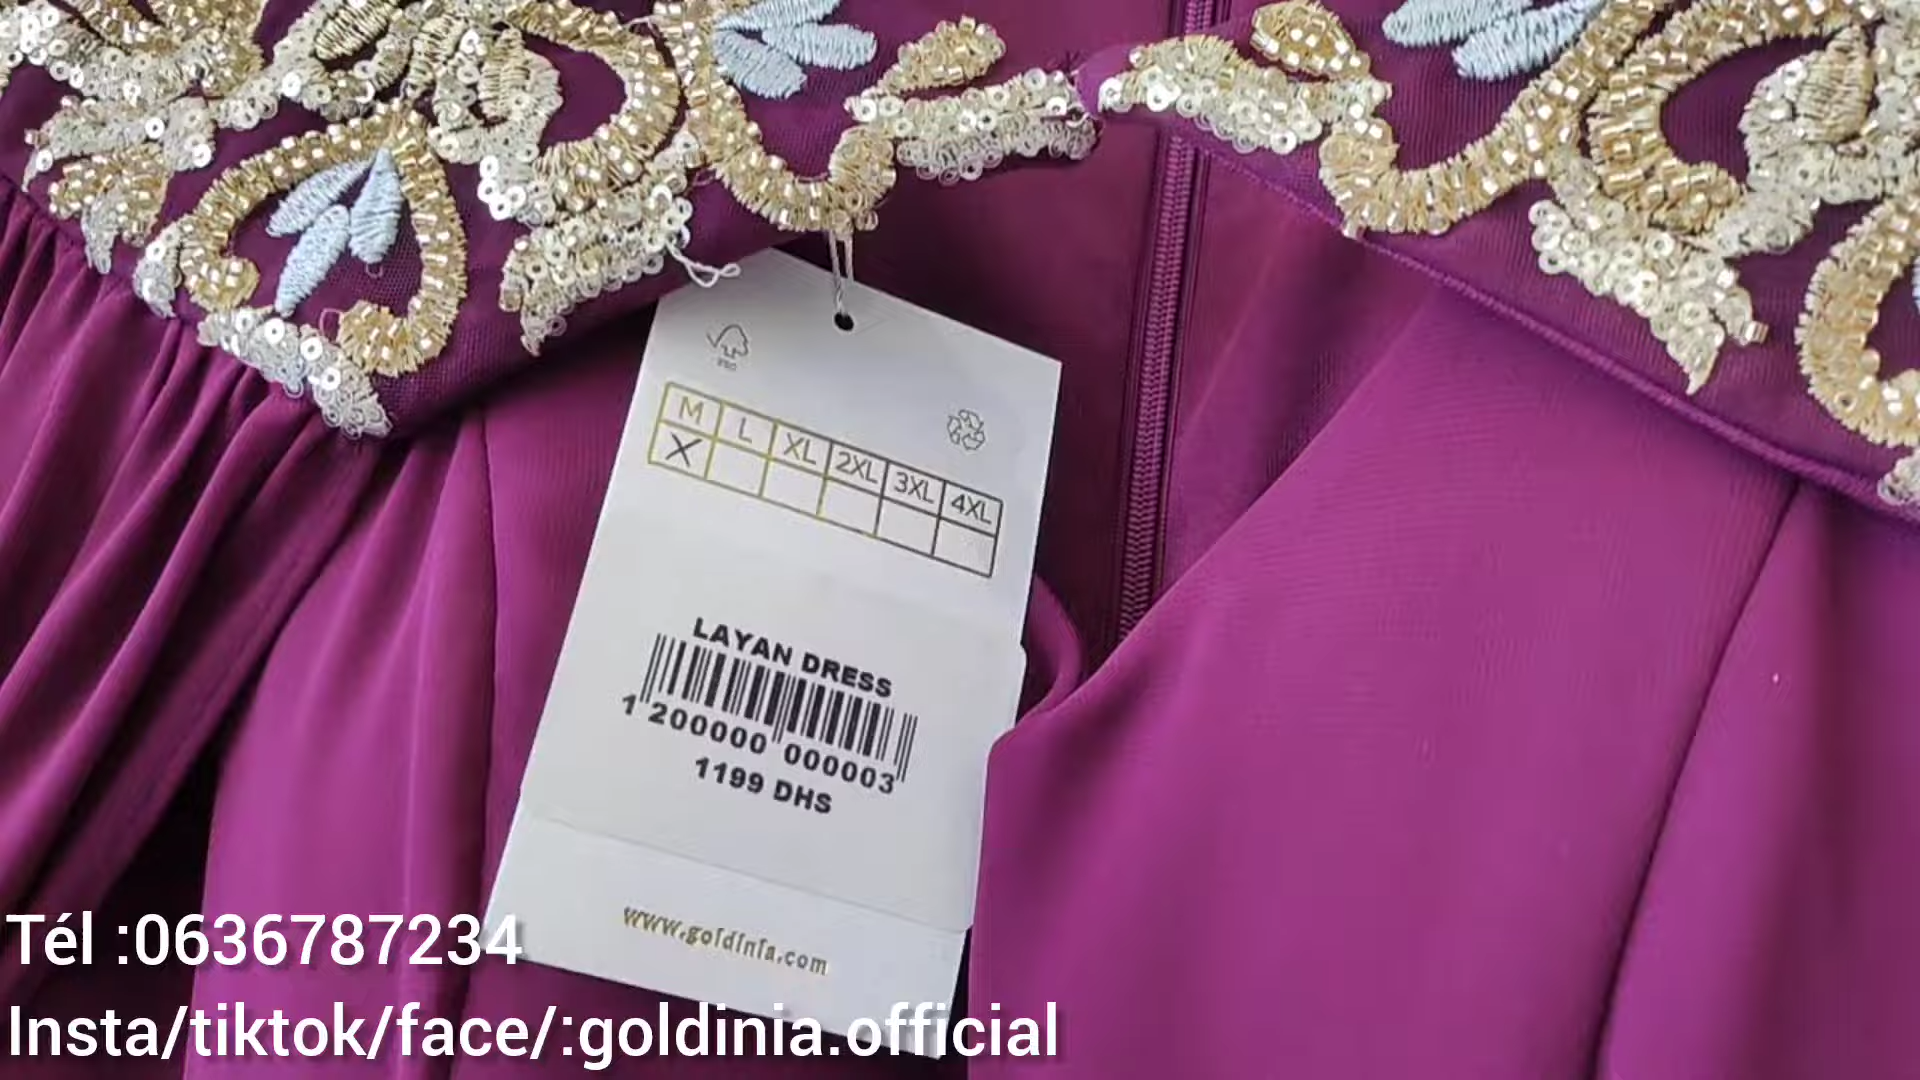 M L XL 2XL 3XL 4XL
X
LAYAN DRESS
1 200000 000003
1199 DHS
www.goldinia.com
Tél :0636787234
Insta/tiktok/face/:goldinia.official